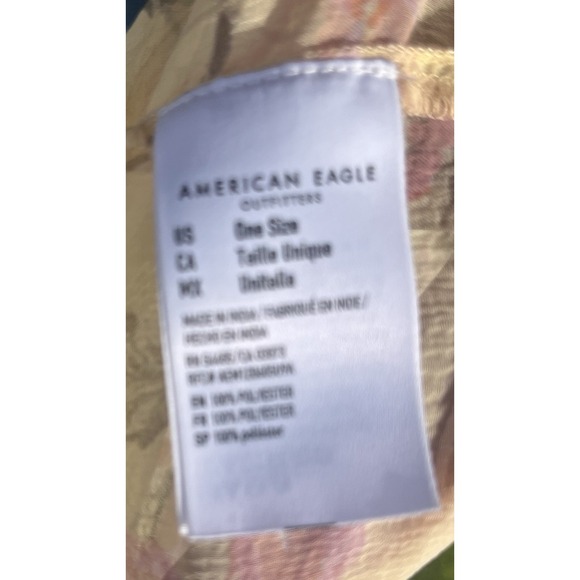 AMERICAN EAGLE
OUTFITTERS
US One Size
CA Taille Unique
MX Unitalla
MADE IN INDIA / FABRIQUÉ EN INDE /
HECHO EN INDIA
EN 100% POLYESTER
FR 100% POLYESTER
SP 100% poliéster